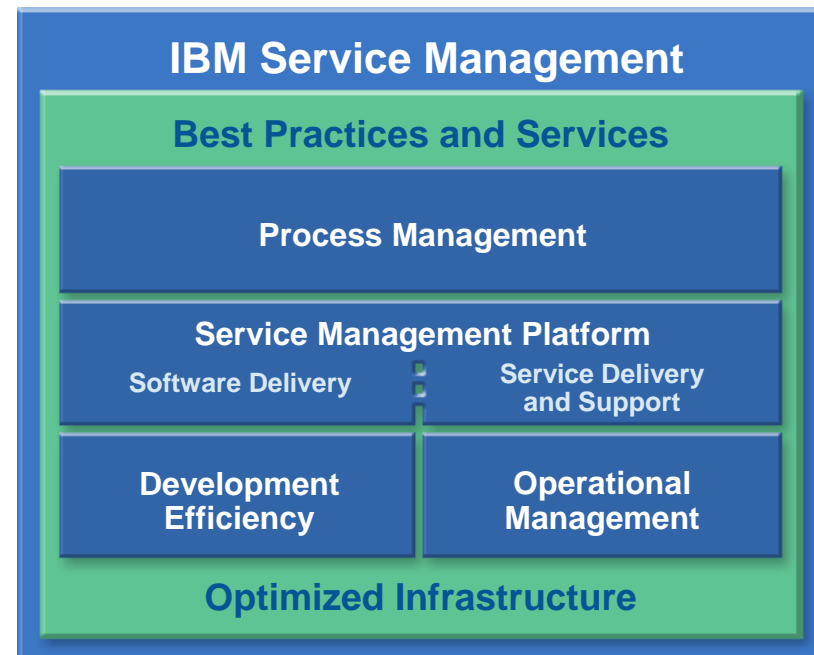 IBM Service Management
Best Practices and Services
Process Management
Service Management Platform
Software Delivery
Service Delivery
and Support
Development
Efficiency
Operational
Management
Optimized Infrastructure